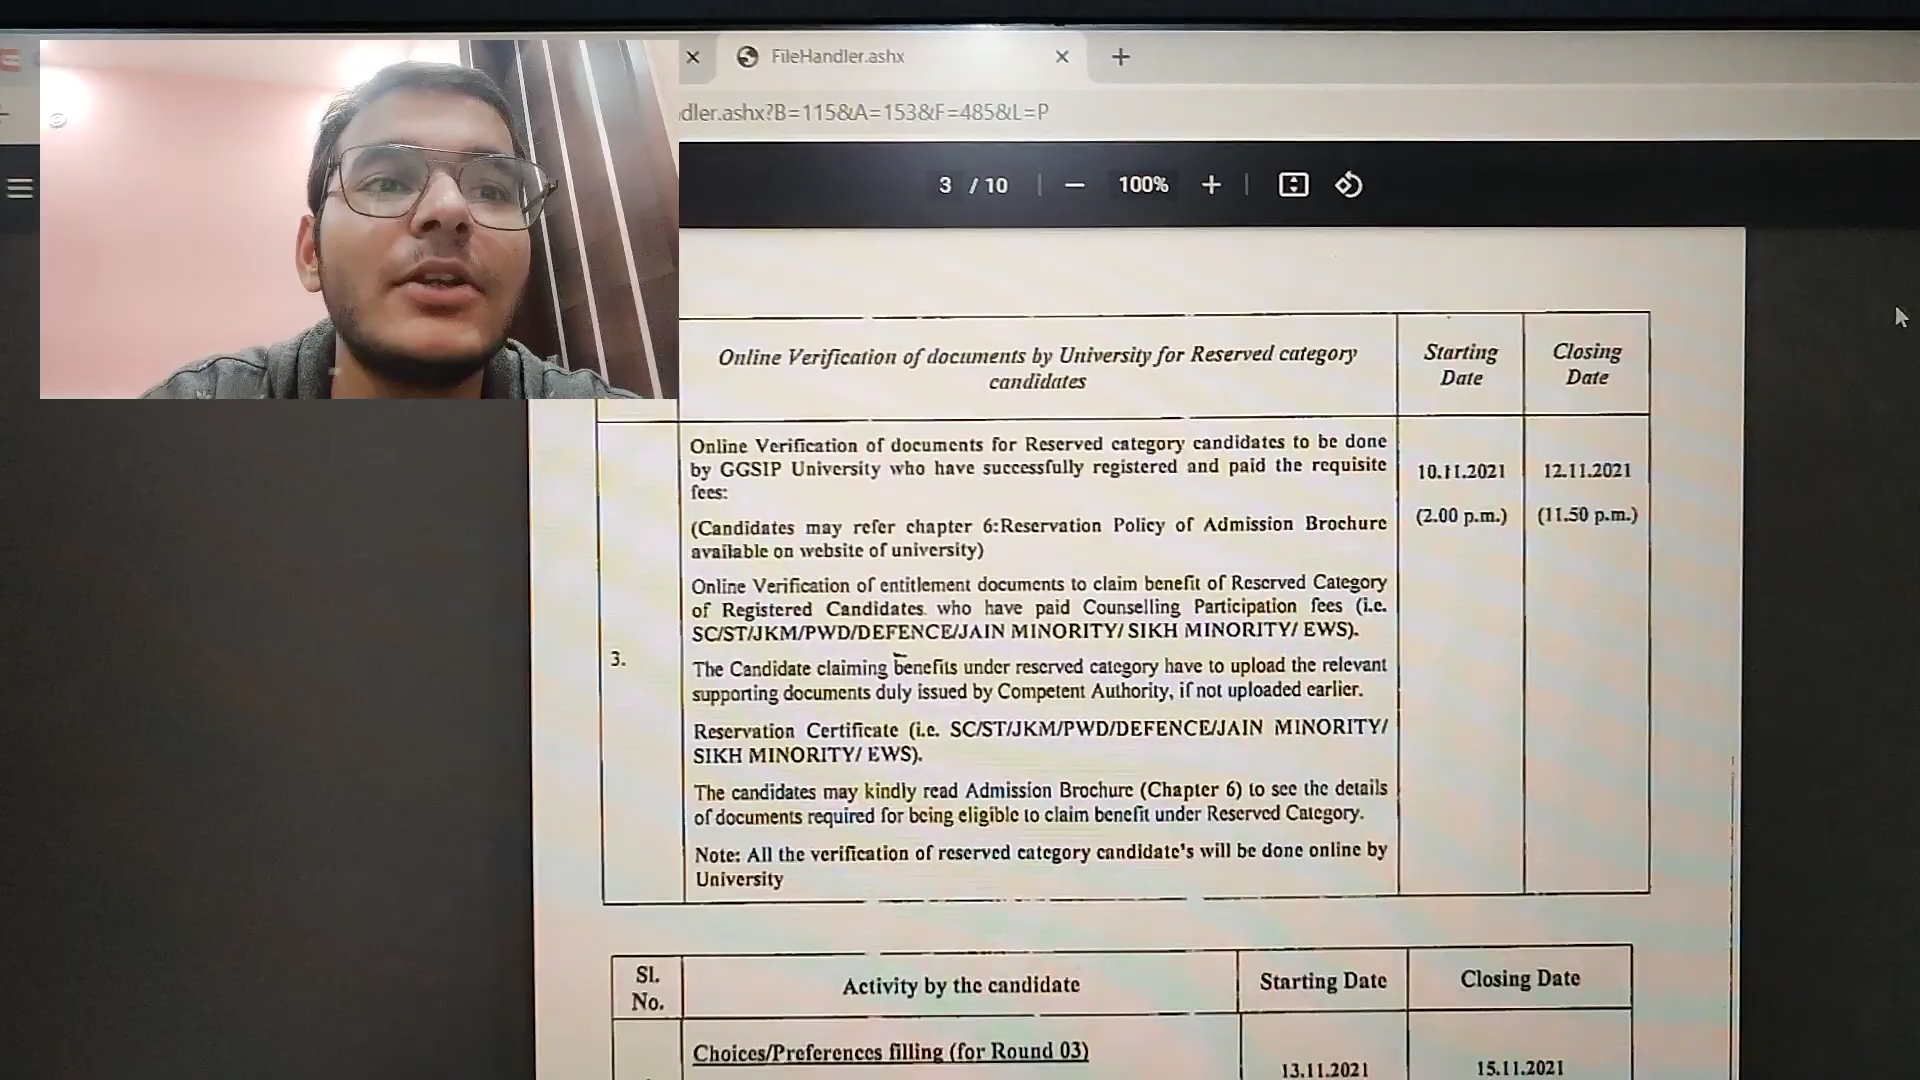 FileHandler.ashx
dler.ashx?B=115&A=153&F=485&L=P
3 / 10
100%
Online Verification of documents by University for Reserved category
candidates
Starting
Date
Closing
Date
3.
Online Verification of documents for Reserved category candidates to be done
by GGSIP University who have successfully registered and paid the requisite
fees:
(Candidates may refer chapter 6:Reservation Policy of Admission Brochure
available on website of university)
Online Verification of entitlement documents to claim benefit of Reserved Category
of Registered Candidates who have paid Counselling Participation fees (i.e.
SC/ST/JKM/PWD/DEFENCE/JAIN MINORITY/ SIKH MINORITY/ EWS).
The Candidate claiming benefits under reserved category have to upload the relevant
supporting documents duly issued by Competent Authority, if not uploaded earlier.
Reservation Certificate (i.e. SC/ST/JKM/PWD/DEFENCE/JAIN MINORITY/
SIKH MINORITY/ EWS).
The candidates may kindly read Admission Brochure (Chapter 6) to see the details
of documents required for being eligible to claim benefit under Reserved Category.
Note: All the verification of reserved category candidate's will be done online by
University
10.11.2021
(2.00 p.m.)
12.11.2021
(11.50 p.m.)
Sl.
No.
Activity by the candidate
Starting Date
Closing Date
Choices/Preferences filling (for Round 03)
13.11.2021
15.11.2021